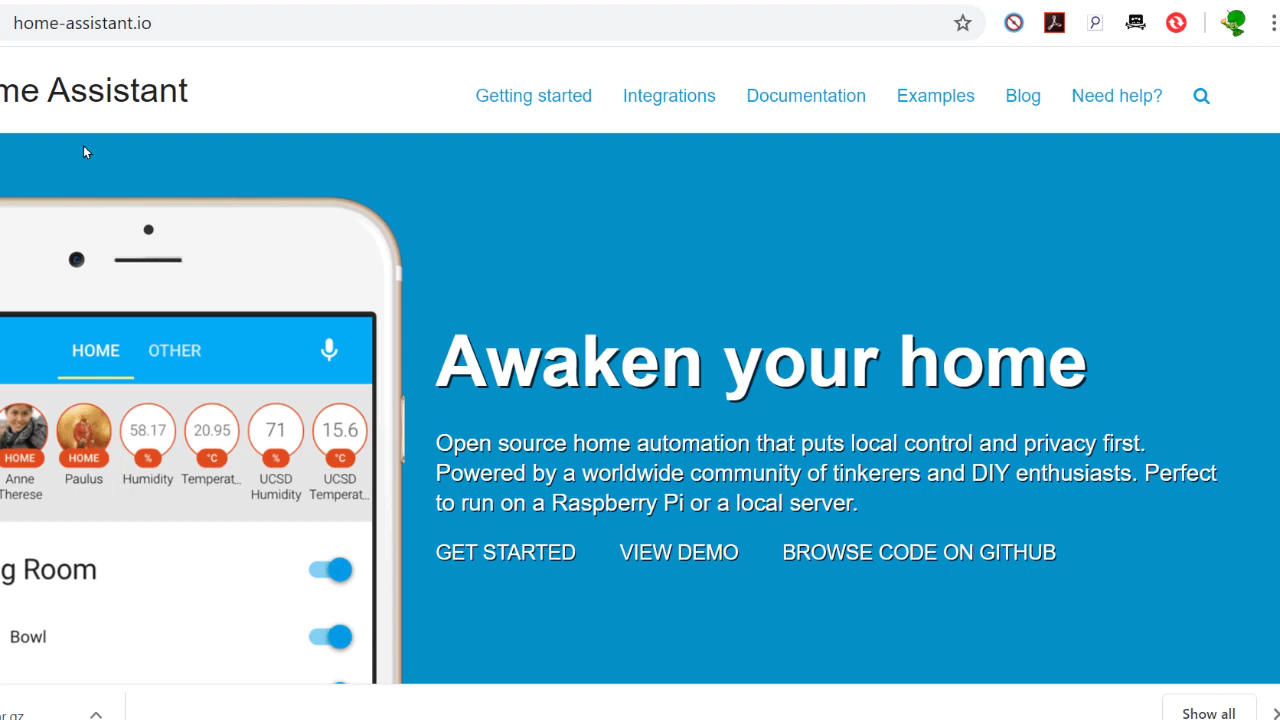 home-assistant.io
me Assistant
Getting started Integrations Documentation Examples Blog Need help?
HOME OTHER
58.17 20.95 71 15.6
HOME HOME % °C % °C
Anne Therese Paulus Humidity Temperat... UCSD Humidity UCSD Temperat...
g Room
Bowl
Awaken your home
Open source home automation that puts local control and privacy first.
Powered by a worldwide community of tinkerers and DIY enthusiasts. Perfect
to run on a Raspberry Pi or a local server.
GET STARTED VIEW DEMO BROWSE CODE ON GITHUB
Show all